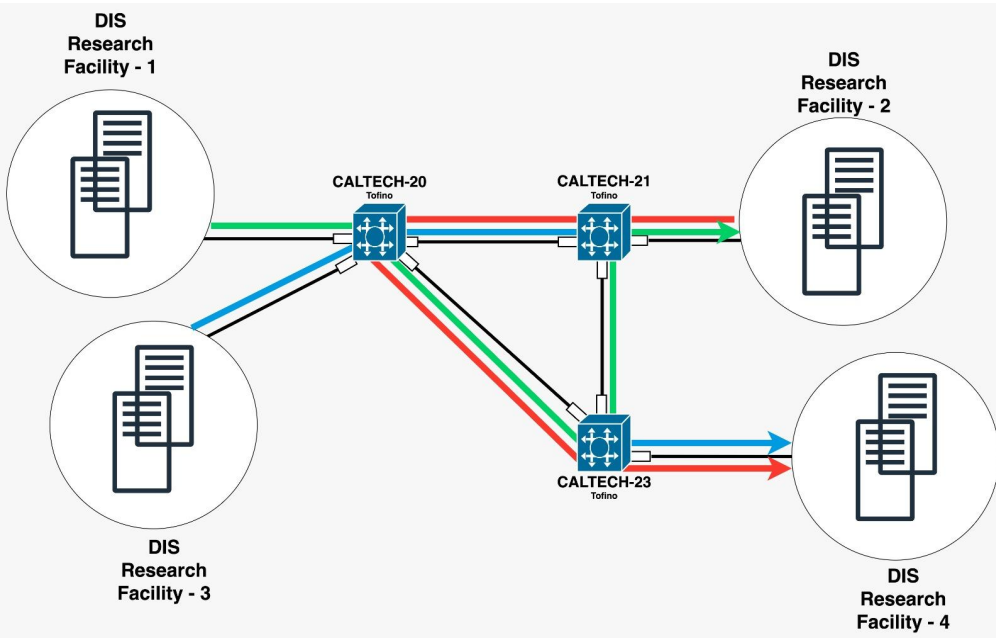 DIS
Research
Facility - 1
DIS
Research
Facility - 2
CALTECH-20
Tofino
CALTECH-21
Tofino
CALTECH-23
Tofino
DIS
Research
Facility - 3
DIS
Research
Facility - 4